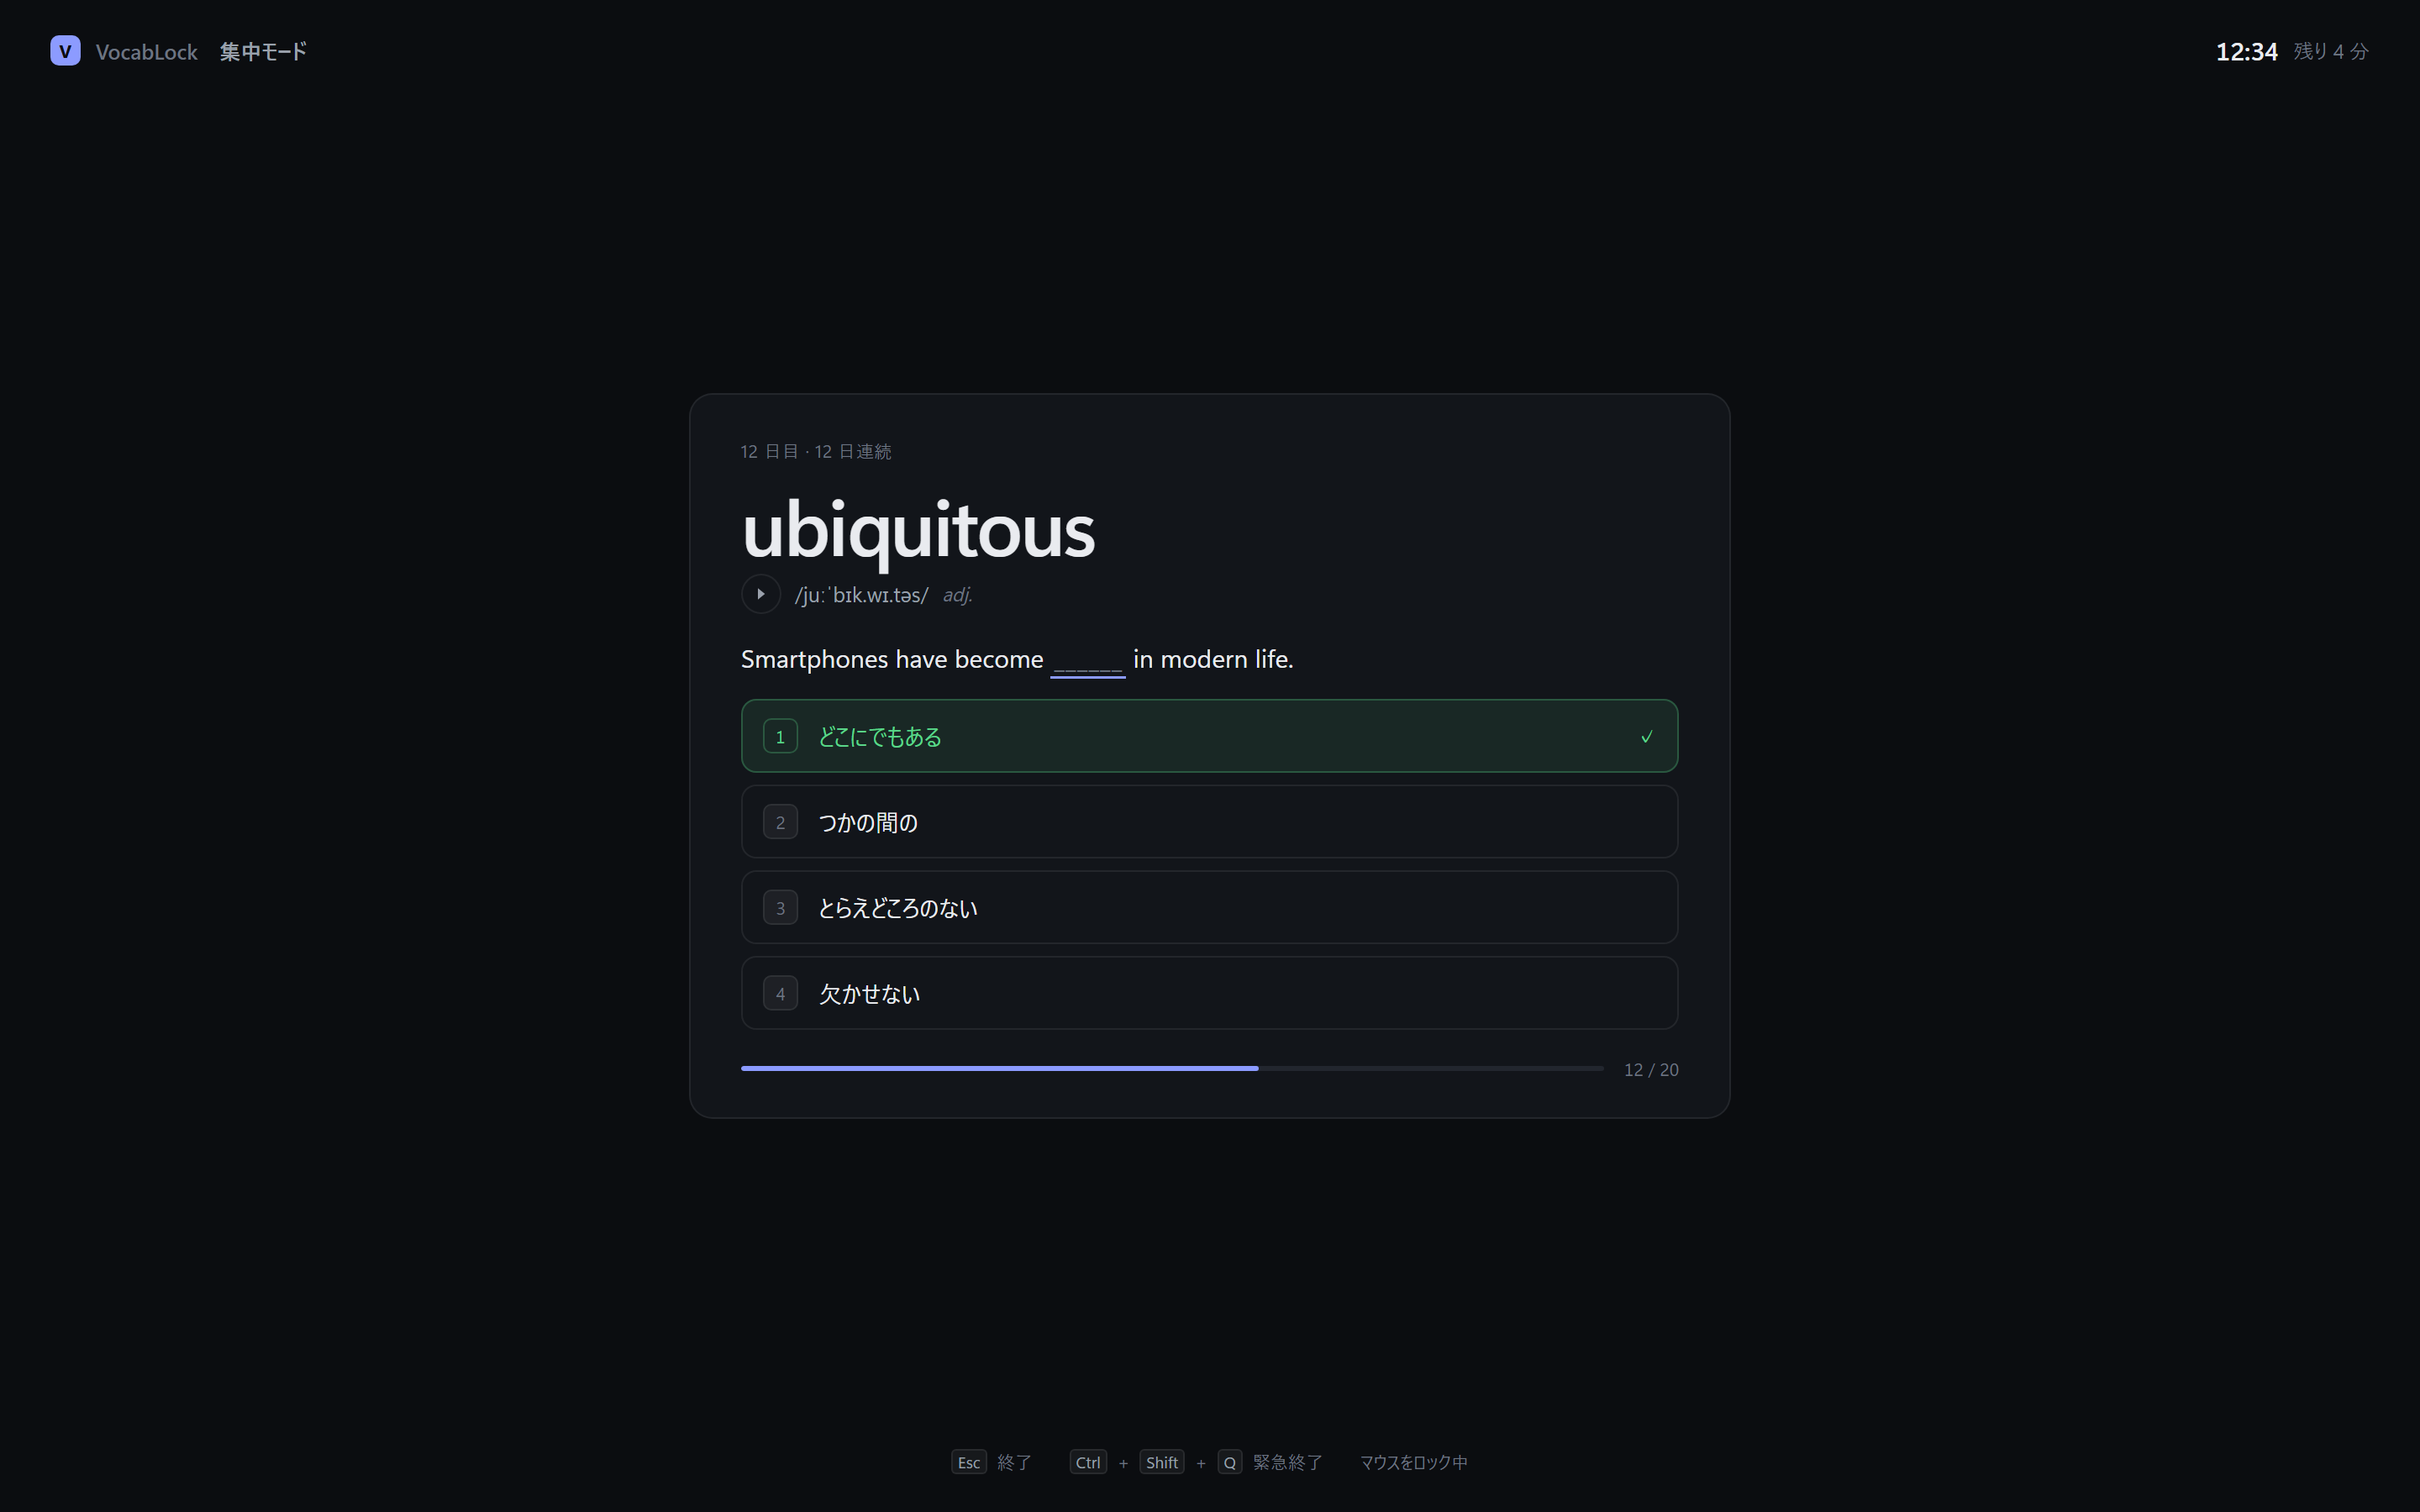 V VocabLock 集中モード
12:34 残り 4 分
12 日目 · 12 日連続
ubiquitous
/juːˈbɪk.wɪ.təs/ adj.
Smartphones have become ______ in modern life.
1 どこにでもある ✓
2 つかの間の
3 とらえどころのない
4 欠かせない
12 / 20
Esc 終了 Ctrl + Shift + Q 緊急終了 マウスをロック中